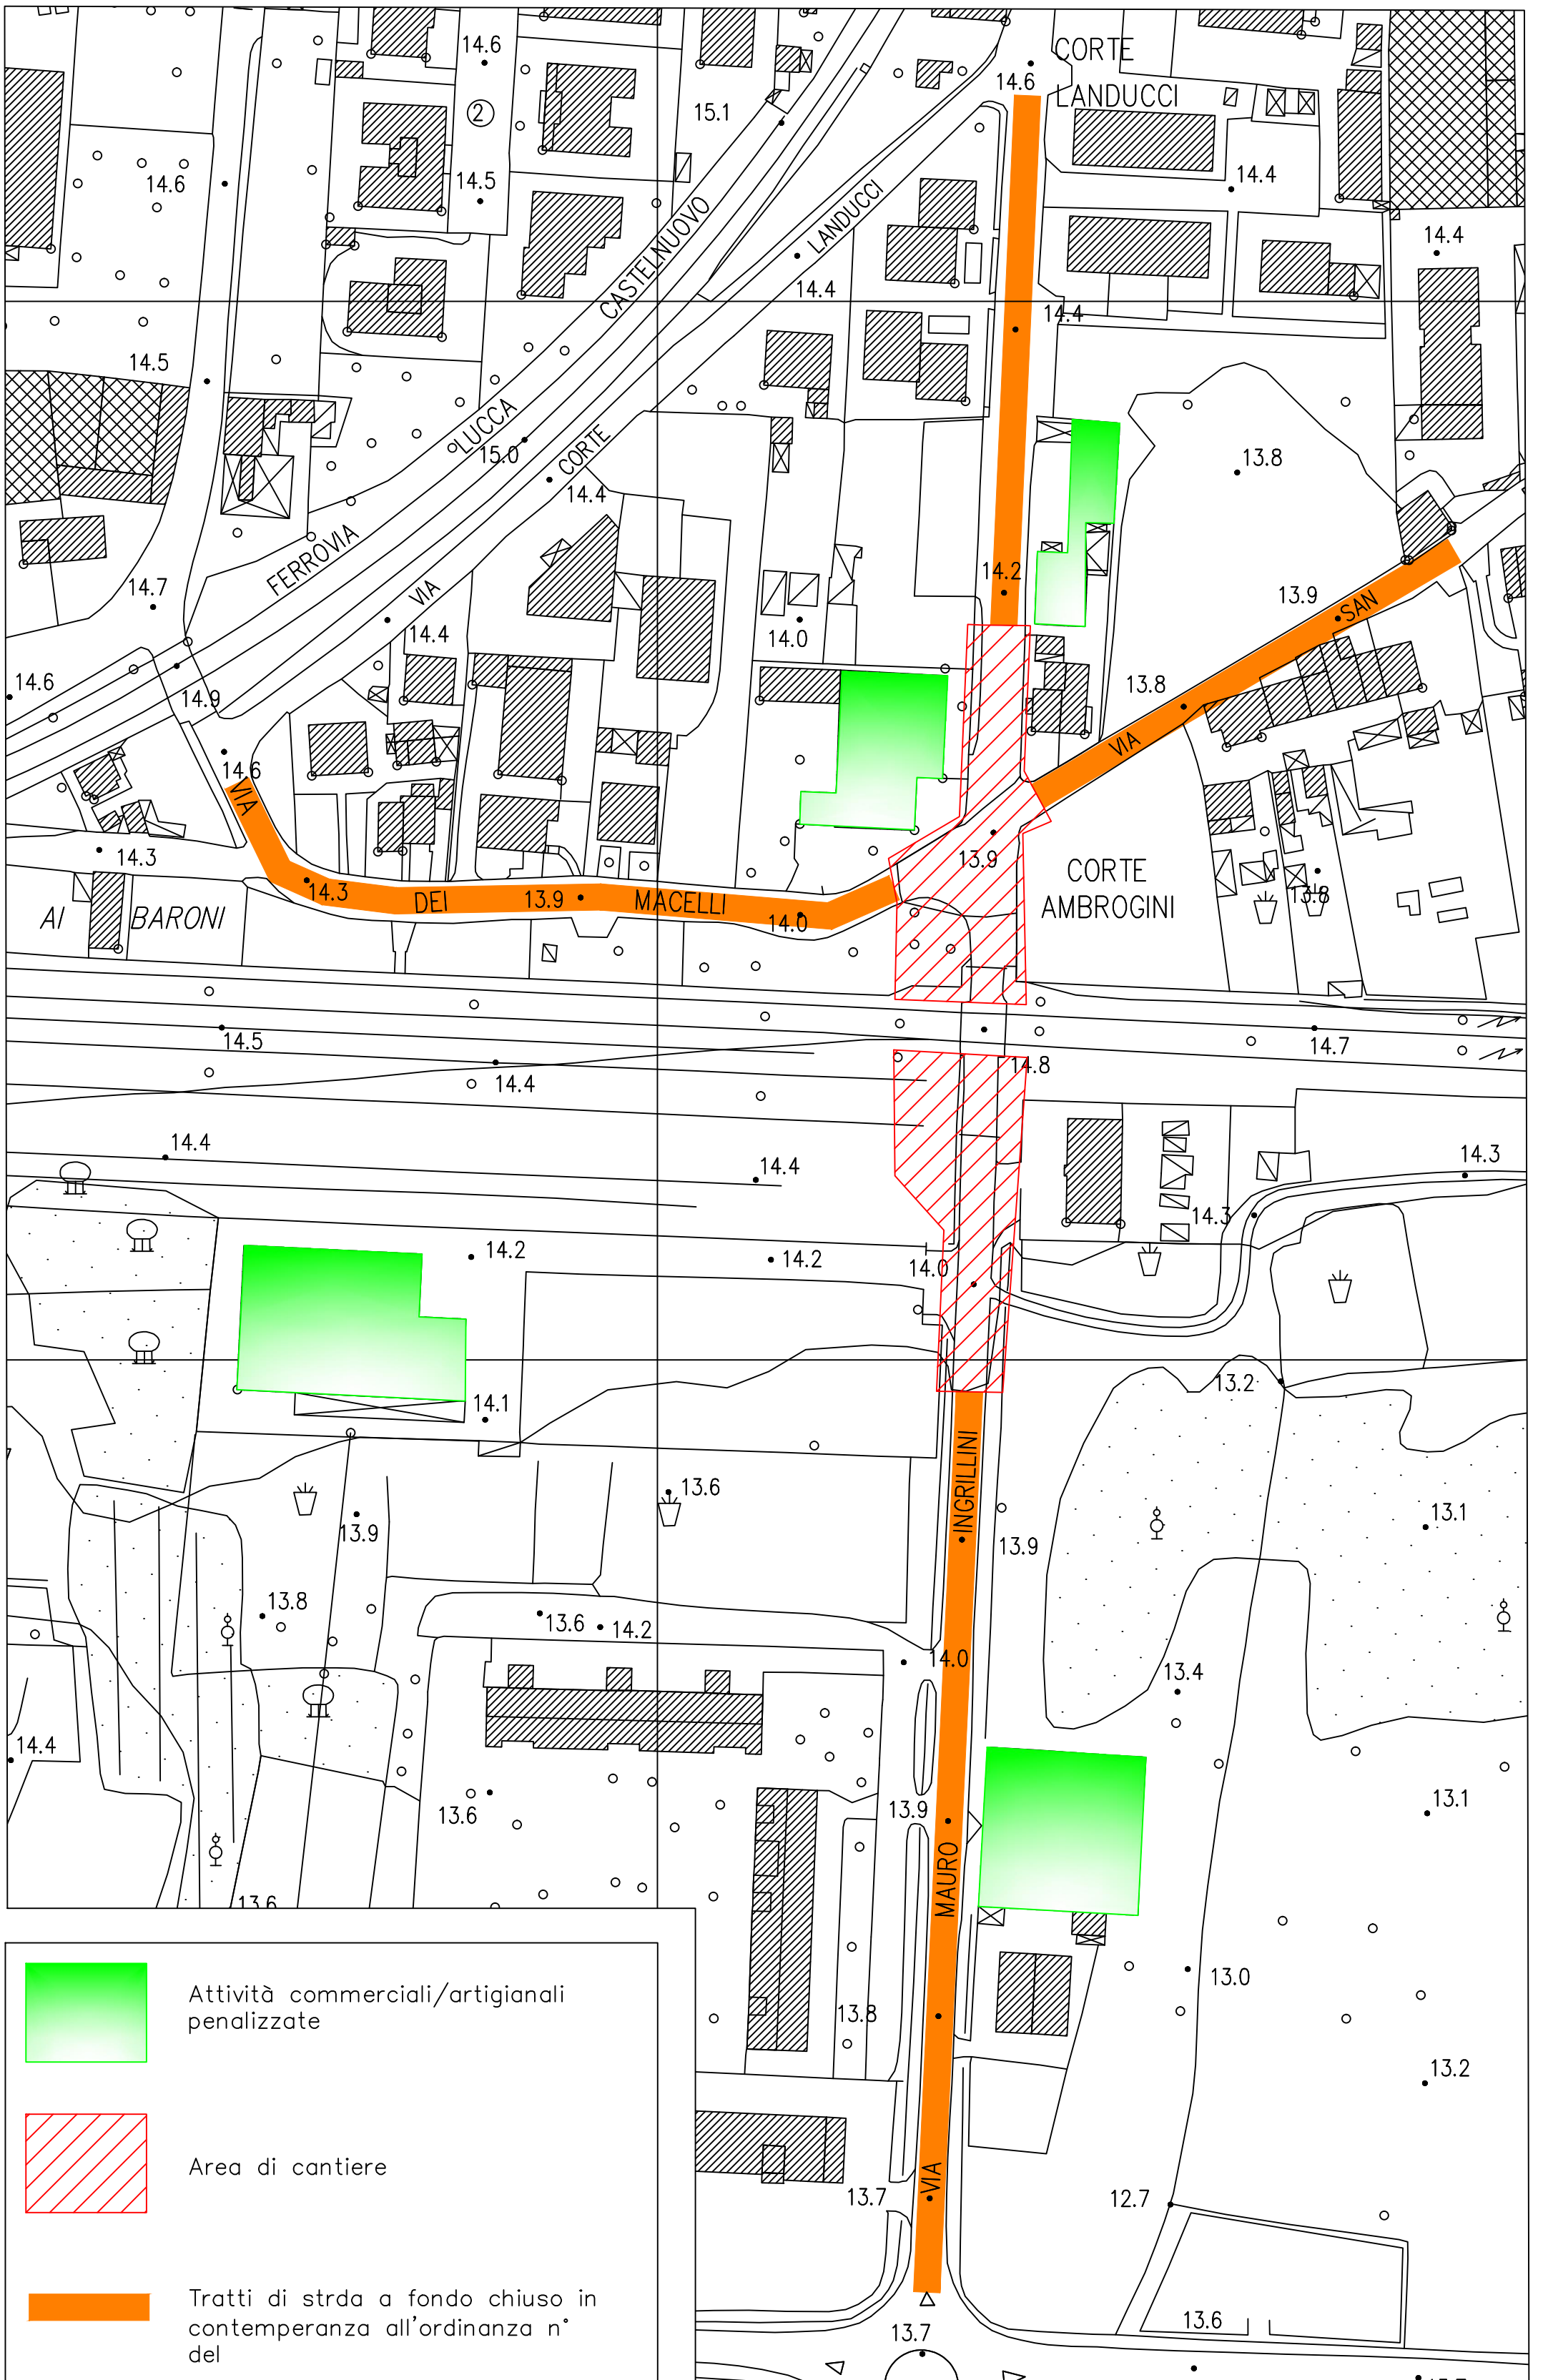 CORTE
LANDUCCI
14.6
14.6
2
15.1
14.6
14.5
14.4
LANDUCCI
CASTELNUOVO
14.4
14.4
14.4
14.5
LUCCA
15.0
CORTE
14.4
13.8
FERROVIA
14.7
VIA
14.4
14.2
14.0
13.9
SAN
14.6
14.9
13.8
VIA
14.6
VIA
14.3
13.9
CORTE
AMBROGINI
13.8
14.3
DEI
13.9
MACELLI
14.0
AI
BARONI
14.5
14.7
14.4
14.8
14.4
14.4
14.3
14.3
14.2
14.2
14.0
13.2
14.1
INGRILLINI
13.6
13.1
13.9
13.9
13.8
13.6
14.2
14.0
13.4
14.4
13.6
13.9
13.1
MAURO
13.6
13.0
13.8
13.2
VIA
13.7
12.7
13.6
13.7
Attività commerciali/artigianali
penalizzate
Area di cantiere
Tratti di strda a fondo chiuso in
contemperanza all'ordinanza n°
del